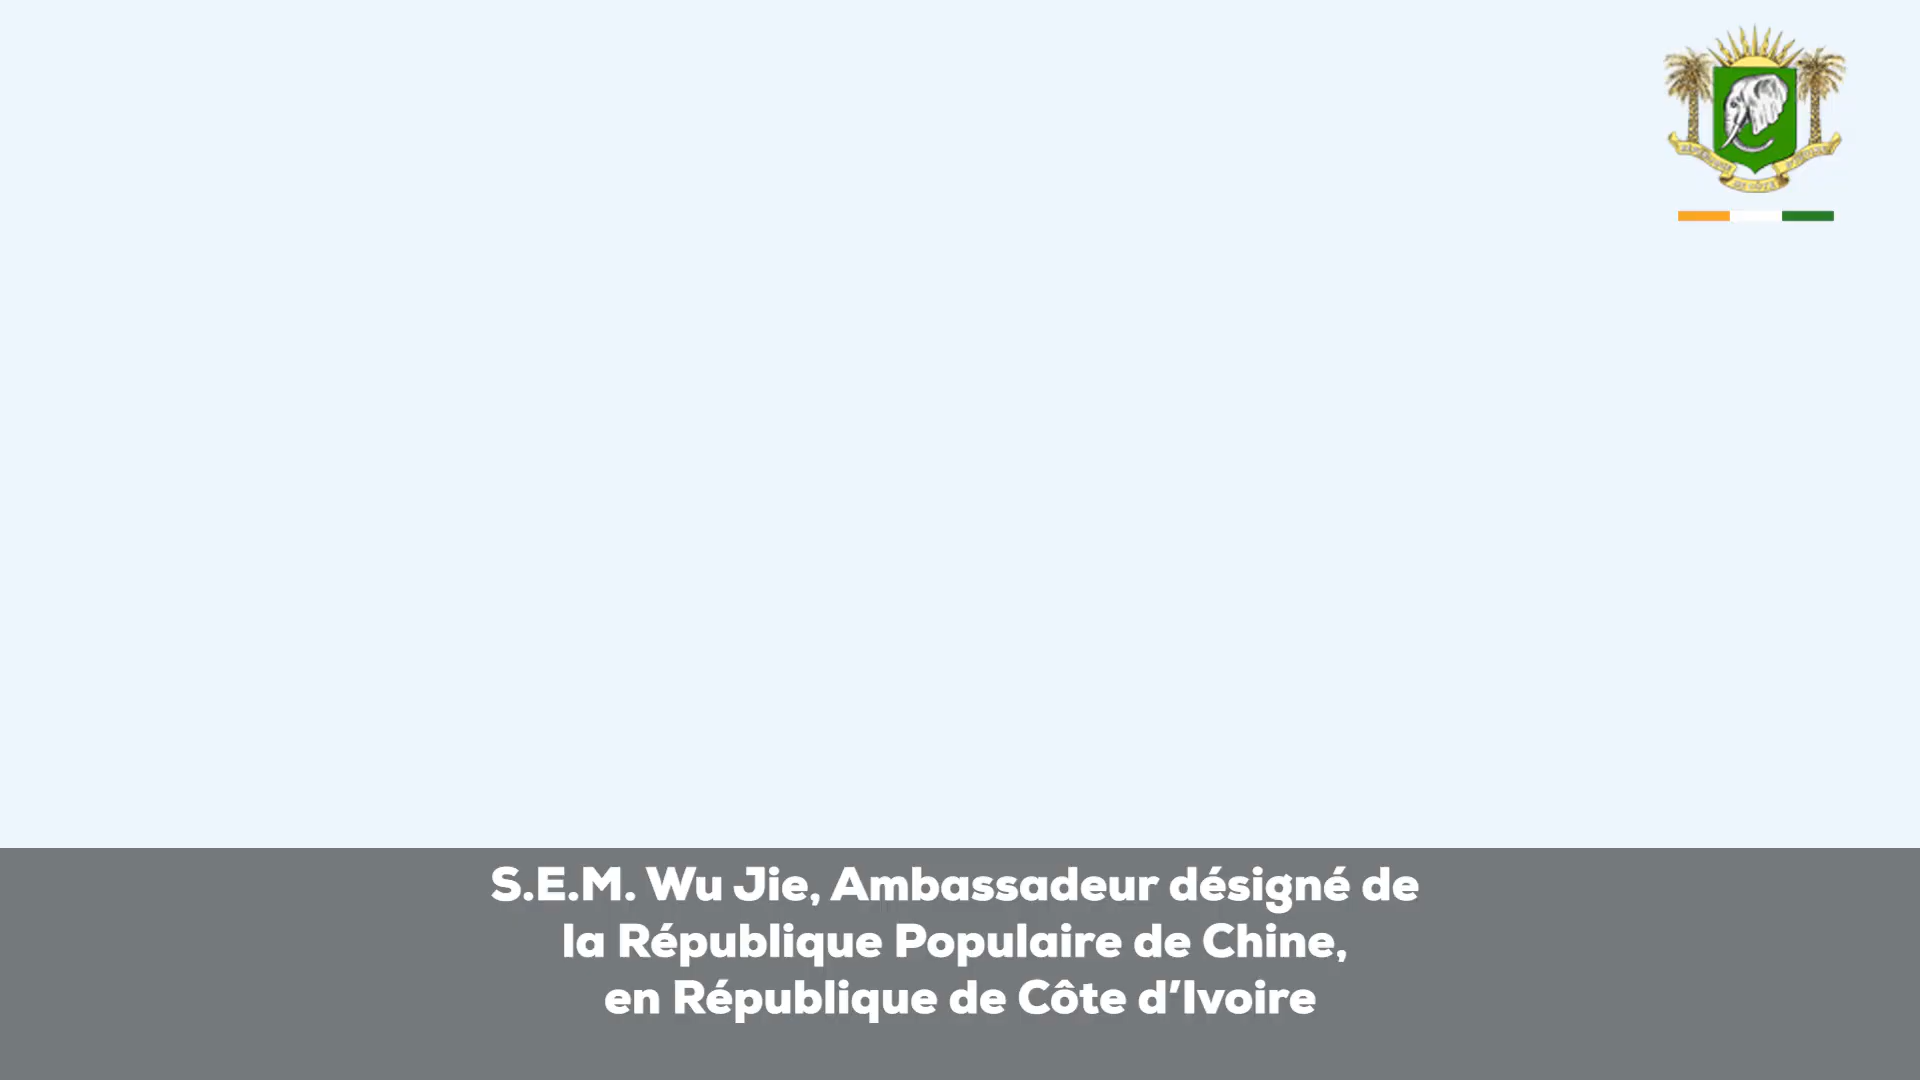 S.E.M. Wu Jie, Ambassadeur désigné de
la République Populaire de Chine,
en République de Côte d’Ivoire